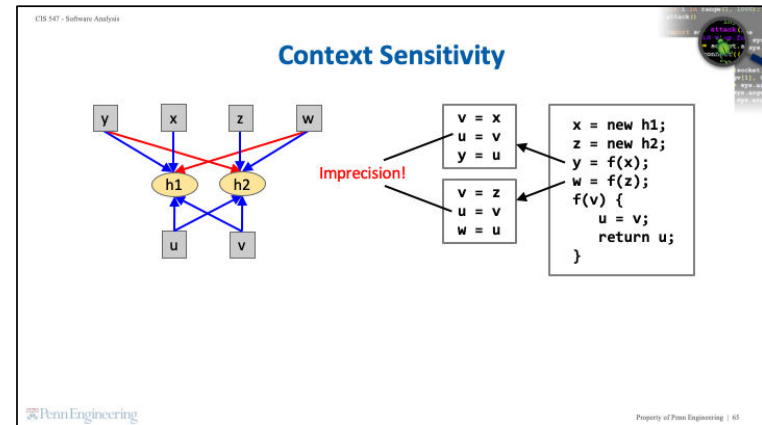 CIS 547 - Software Analysis
Context Sensitivity
y
x
z
w
h1
h2
u
v
Imprecision!
v = x
u = v
y = u
v = z
u = v
w = u
x = new h1;
z = new h2;
y = f(x);
w = f(z);
f(v) {
u = v;
return u;
}
Penn Engineering
Property of Penn Engineering | 65